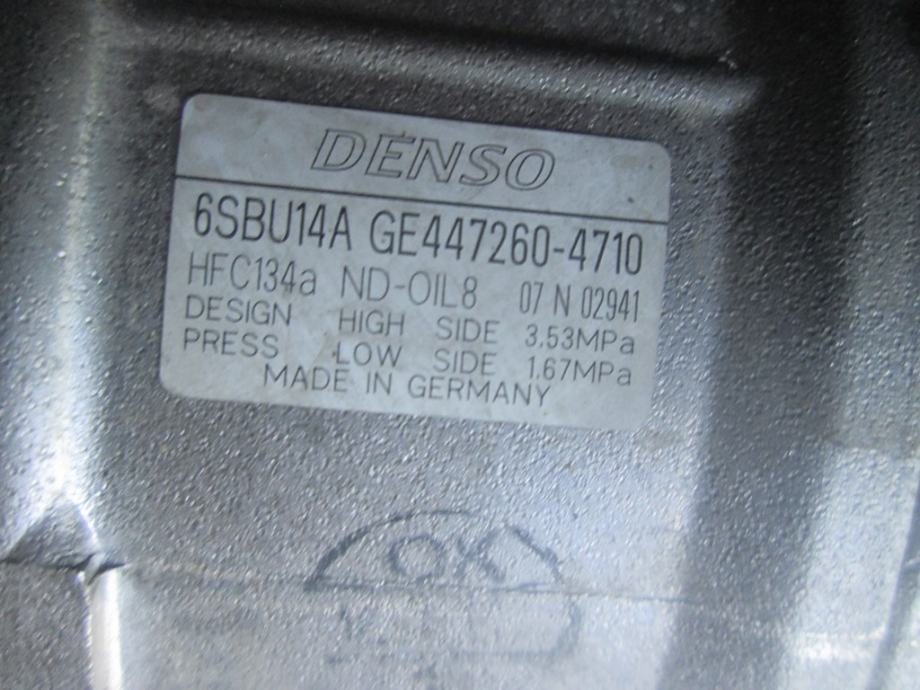 DENSO
6SBU14A GE447260-4710
HFC134a ND-OIL8 07 N 02941
DESIGN HIGH SIDE 3.53MPa
PRESS LOW SIDE 1.67MPa
MADE IN GERMANY
OK